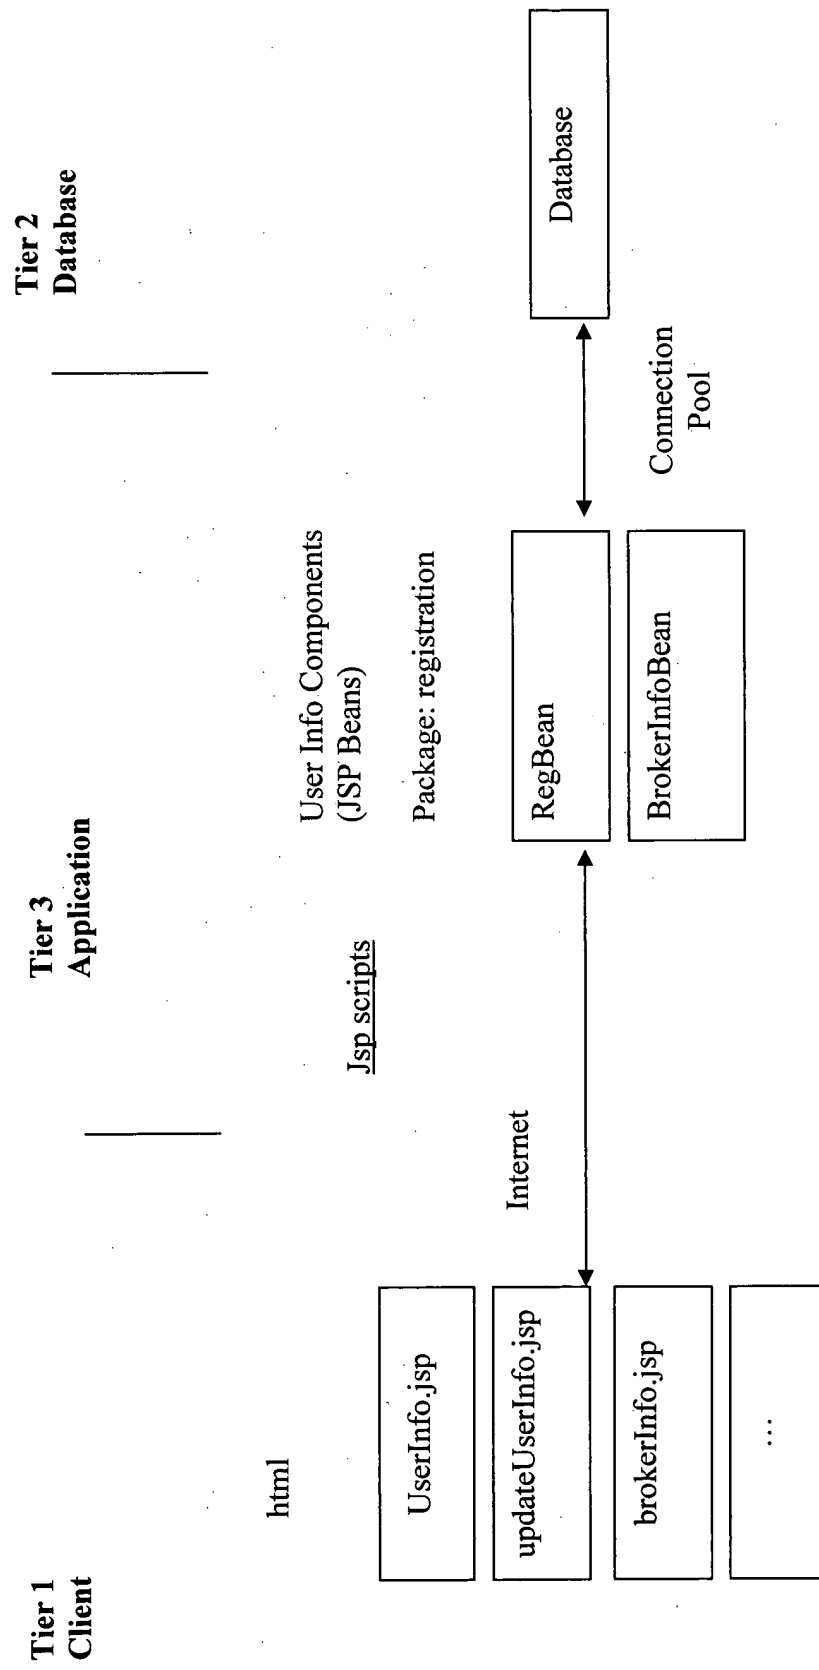 Tier 1
Client
Tier 3
Application
Tier 2
Database
html
Jsp scripts
User Info Components
(JSP Beans)
Package: registration
UserInfo.jsp
updateUserInfo.jsp
brokerInfo.jsp
...
Internet
RegBean
BrokerInfoBean
Connection
Pool
Database